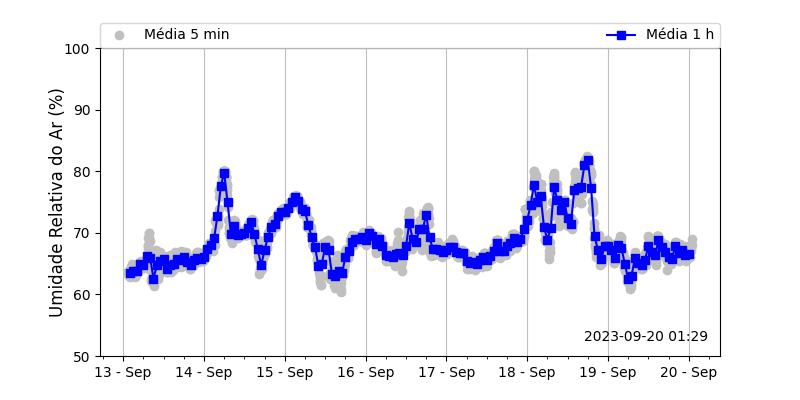 Média 5 min
Média 1 h
Umidade Relativa do Ar (%)
100
90
80
70
60
50
2023-09-20 01:29
13 - Sep
14 - Sep
15 - Sep
16 - Sep
17 - Sep
18 - Sep
19 - Sep
20 - Sep